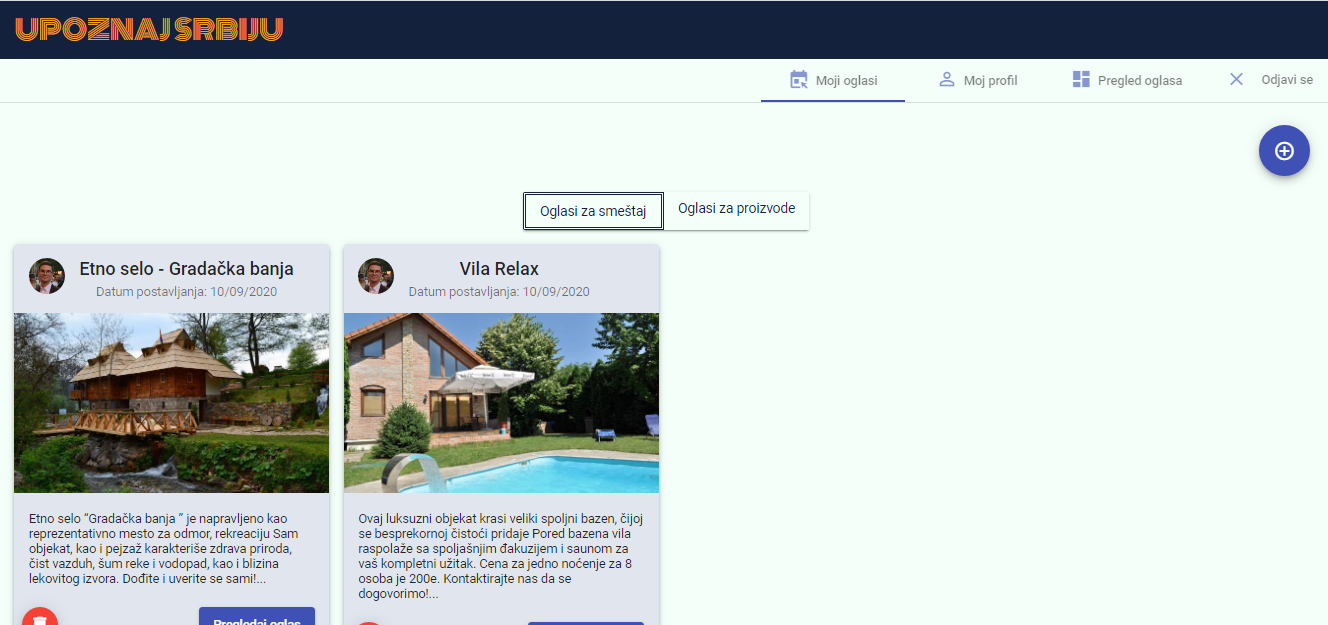 UPOZNAJ SRBIJU
Moji oglasi
Moj profil
Pregled oglasa
Odjavi se
Oglasi za smeštaj
Oglasi za proizvode
Etno selo - Gradačka banja
Datum postavljanja: 10/09/2020
Etno selo “Gradačka banja ” je napravljeno kao
reprezentativno mesto za odmor, rekreaciju Sam
objekat, kao i pejzaž karakteriše zdrava priroda,
čist vazduh, šum reke i vodopad, kao i blizina
lekovitog izvora. Dođite i uverite se sami!...
Pregledaj oglas
Vila Relax
Datum postavljanja: 10/09/2020
Ovaj luksuzni objekat krasi veliki spoljni bazen, čijoj
se besprekornoj čistoći pridaje Pored bazena vila
raspolaže sa spoljašnjim đakuzijem i saunom za
vaš kompletni užitak. Cena za jedno noćenje za 8
osoba je 200e. Kontaktirajte nas da se
dogovorimo!...